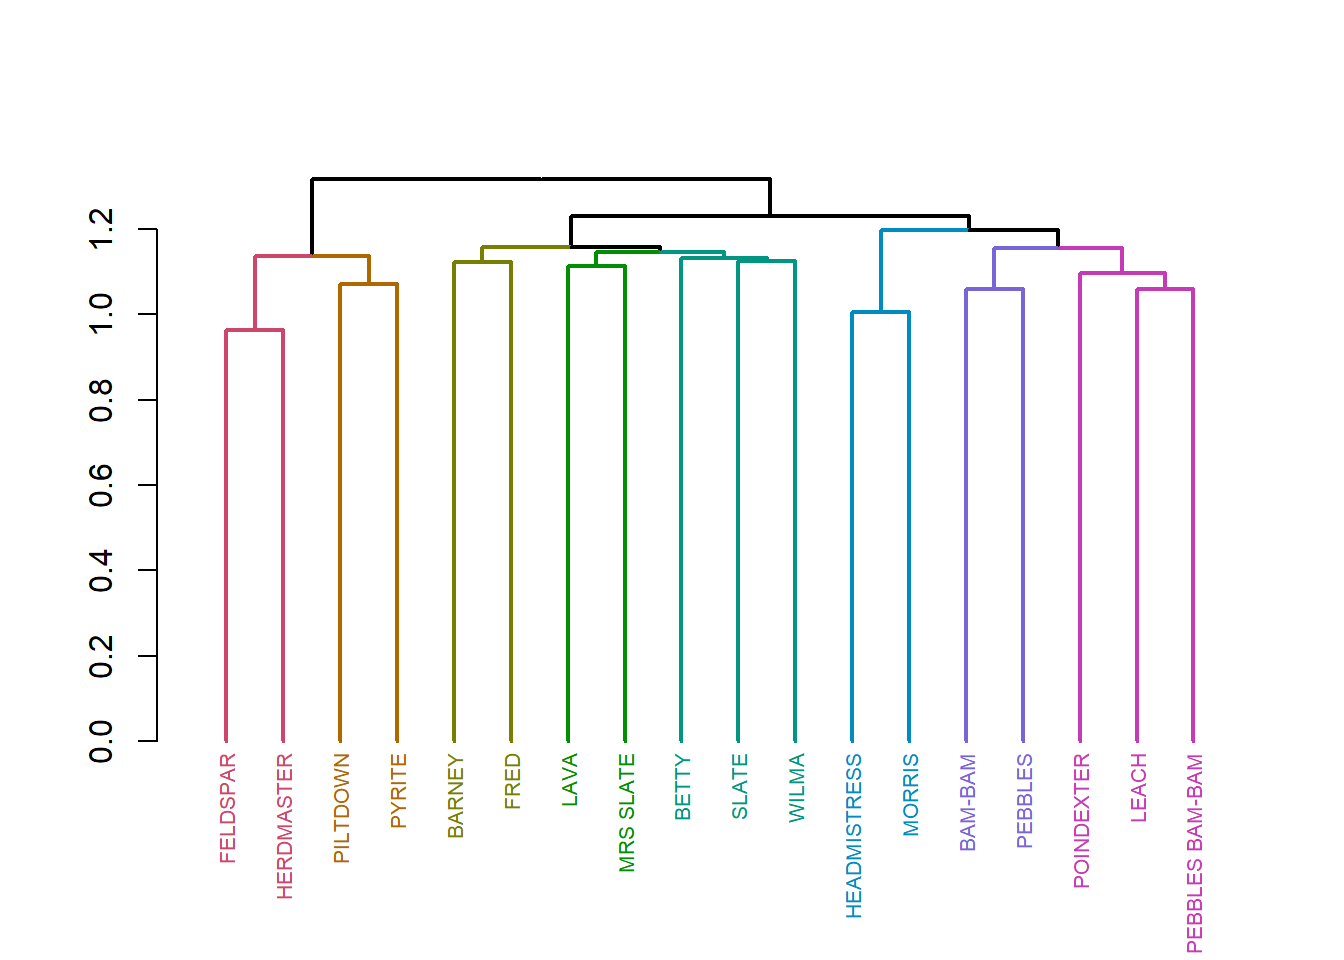 1.2
1.0
0.8
0.6
0.4
0.2
0.0
FELDSPAR
HERDMASTER
PILTDOWN
PYRITE
BARNEY
FRED
LAVA
MRS SLATE
BETTY
SLATE
WILMA
HEADMISTRESS
MORRIS
BAM-BAM
PEBBLES
POINDEXTER
LEACH
PEBBLES BAM-BAM